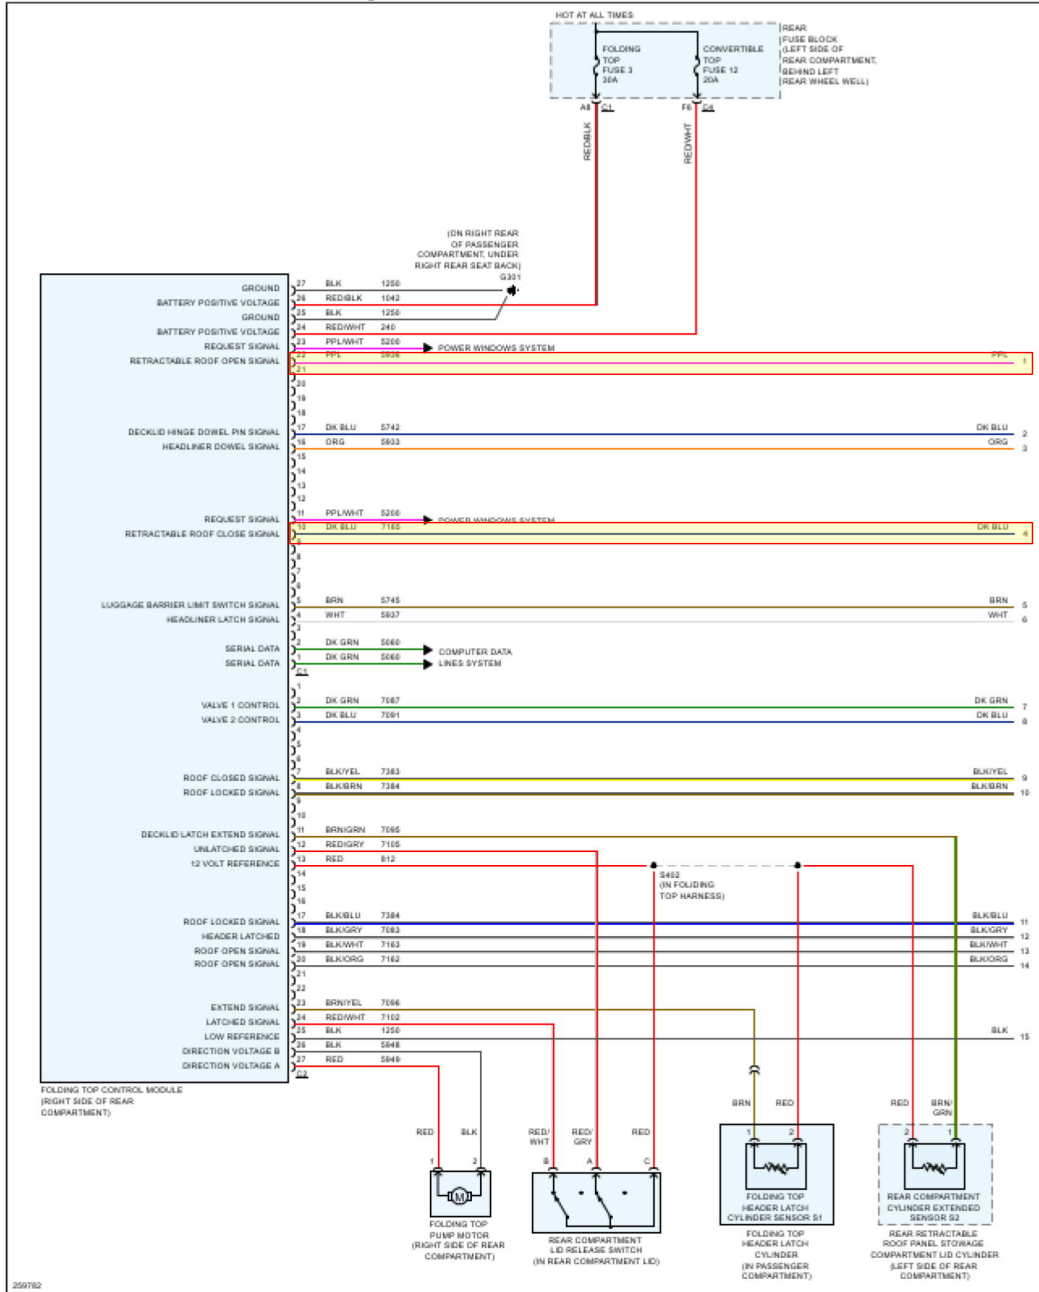 HOT AT ALL TIMES
REAR
FUSE BLOCK
(LEFT SIDE OF
REAR COMPARTMENT,
BEHIND LEFT
REAR WHEEL WELL)
FOLDING
TOP
FUSE 3
30A
CONVERTIBLE
TOP
FUSE 12
20A
A8 C1
F6 C4
RED/BLK
RED/WHT
(ON RIGHT REAR
OF PASSENGER
COMPARTMENT, UNDER
RIGHT REAR SEAT BACK)
G301
GROUND 27 BLK 1250
BATTERY POSITIVE VOLTAGE 26 RED/BLK 1042
GROUND 25 BLK 1250
BATTERY POSITIVE VOLTAGE 24 RED/WHT 240
REQUEST SIGNAL 23 PPL/WHT 5200 POWER WINDOWS SYSTEM
RETRACTABLE ROOF OPEN SIGNAL 22 PPL 5936 PPL 1
21
20
19
18
DECKLID HINGE DOWEL PIN SIGNAL 17 DK BLU 5742 DK BLU 2
HEADLINER DOWEL SIGNAL 16 ORG 5933 ORG 3
15
14
13
12
REQUEST SIGNAL 11 PPL/WHT 5200 POWER WINDOWS SYSTEM
RETRACTABLE ROOF CLOSE SIGNAL 10 DK BLU 7165 DK BLU 4
9
8
7
6
LUGGAGE BARRIER LIMIT SWITCH SIGNAL 5 BRN 5745 BRN 5
HEADLINER LATCH SIGNAL 4 WHT 5937 WHT 6
3
SERIAL DATA 2 DK GRN 5060 COMPUTER DATA
SERIAL DATA 1 DK GRN 5060 LINES SYSTEM
C1
1
VALVE 1 CONTROL 2 DK GRN 7087 DK GRN 7
VALVE 2 CONTROL 3 DK BLU 7091 DK BLU 8
4
5
6
ROOF CLOSED SIGNAL 7 BLK/YEL 7383 BLK/YEL 9
ROOF LOCKED SIGNAL 8 BLK/BRN 7384 BLK/BRN 10
9
10
DECKLID LATCH EXTEND SIGNAL 11 BRN/GRN 7095
UNLATCHED SIGNAL 12 RED/GRY 7105
12 VOLT REFERENCE 13 RED 812
14
15
16
S402
(IN FOLIDING
TOP HARNESS)
ROOF LOCKED SIGNAL 17 BLK/BLU 7384 BLK/BLU 11
HEADER LATCHED 18 BLK/GRY 7083 BLK/GRY 12
ROOF OPEN SIGNAL 19 BLK/WHT 7163 BLK/WHT 13
ROOF OPEN SIGNAL 20 BLK/ORG 7162 BLK/ORG 14
21
22
EXTEND SIGNAL 23 BRN/YEL 7096
LATCHED SIGNAL 24 RED/WHT 7102
LOW REFERENCE 25 BLK 1250 BLK 15
DIRECTION VOLTAGE B 26 BLK 5948
DIRECTION VOLTAGE A 27 RED 5949
C2
FOLDING TOP CONTROL MODULE
(RIGHT SIDE OF REAR
COMPARTMENT)
RED BLK
1 2
M
FOLDING TOP
PUMP MOTOR
(RIGHT SIDE OF REAR
COMPARTMENT)
RED/
WHT
RED/
GRY
RED
B A C
* *
REAR COMPARTMENT
LID RELEASE SWITCH
(IN REAR COMPARTMENT LID)
BRN RED
1 2
FOLDING TOP
HEADER LATCH
CYLINDER SENSOR S1
FOLDING TOP
HEADER LATCH
CYLINDER
(IN PASSENGER
COMPARTMENT)
RED
BRN/
GRN
2 1
REAR COMPARTMENT
CYLINDER EXTENDED
SENSOR S2
REAR RETRACTABLE
ROOF PANEL STOWAGE
COMPARTMENT LID CYLINDER
(LEFT SIDE OF REAR
COMPARTMENT)
259782